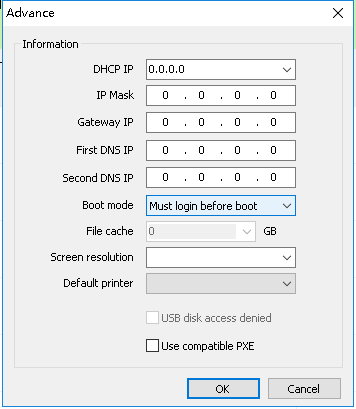 Advance
Information
DHCP IP 0.0.0.0
IP Mask 0 . 0 . 0 . 0
Gateway IP 0 . 0 . 0 . 0
First DNS IP 0 . 0 . 0 . 0
Second DNS IP 0 . 0 . 0 . 0
Boot mode Must login before boot
File cache 0 GB
Screen resolution
Default printer
USB disk access denied
Use compatible PXE
OK Cancel